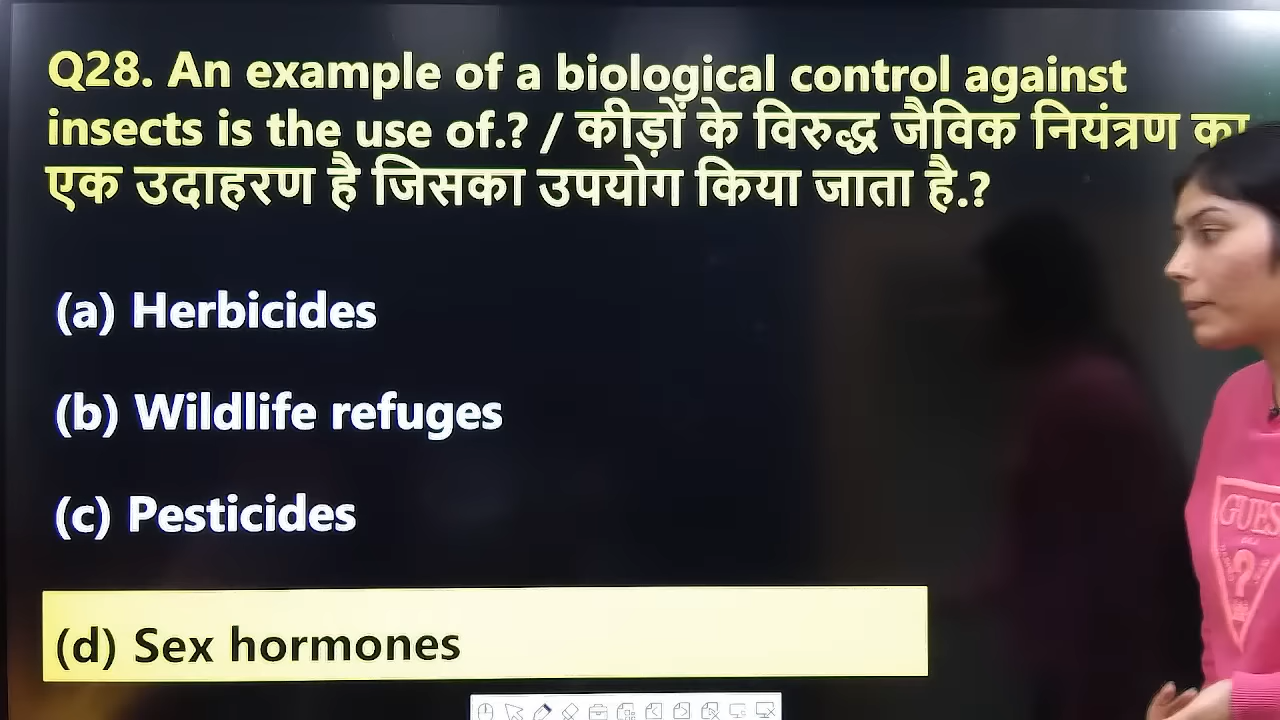 Q28. An example of a biological control against
insects is the use of.? / कीड़ों के विरुद्ध जैविक नियंत्रण का
एक उदाहरण है जिसका उपयोग किया जाता है.?
(a) Herbicides
(b) Wildlife refuges
(c) Pesticides
(d) Sex hormones
GUES
?